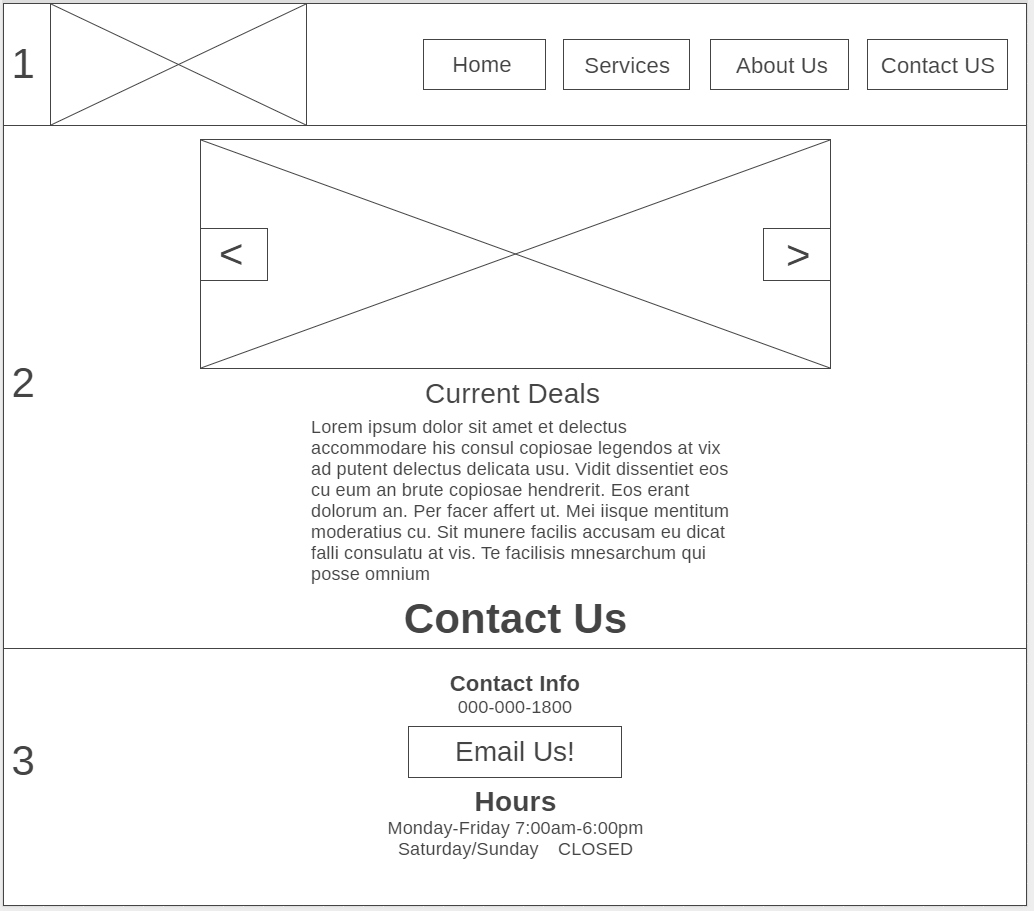 1
Home
Services
About Us
Contact US
<
>
2
Current Deals
Lorem ipsum dolor sit amet et delectus
accommodare his consul copiosae legendos at vix
ad putent delectus delicata usu. Vidit dissentiet eos
cu eum an brute copiosae hendrerit. Eos erant
dolorum an. Per facer affert ut. Mei iisque mentitum
moderatius cu. Sit munere facilis accusam eu dicat
falli consulatu at vis. Te facilisis mnesarchum qui
posse omnium
Contact Us
Contact Info
000-000-1800
Email Us!
3
Hours
Monday-Friday 7:00am-6:00pm
Saturday/Sunday CLOSED